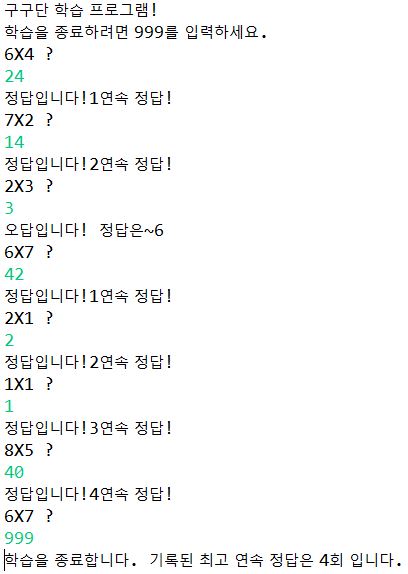 구구단 학습 프로그램!
학습을 종료하려면 999를 입력하세요.
6X4 ?
24
정답입니다!1연속 정답!
7X2 ?
14
정답입니다!2연속 정답!
2X3 ?
3
오답입니다! 정답은~6
6X7 ?
42
정답입니다!1연속 정답!
2X1 ?
2
정답입니다!2연속 정답!
1X1 ?
1
정답입니다!3연속 정답!
8X5 ?
40
정답입니다!4연속 정답!
6X7 ?
999
학습을 종료합니다. 기록된 최고 연속 정답은 4회 입니다.